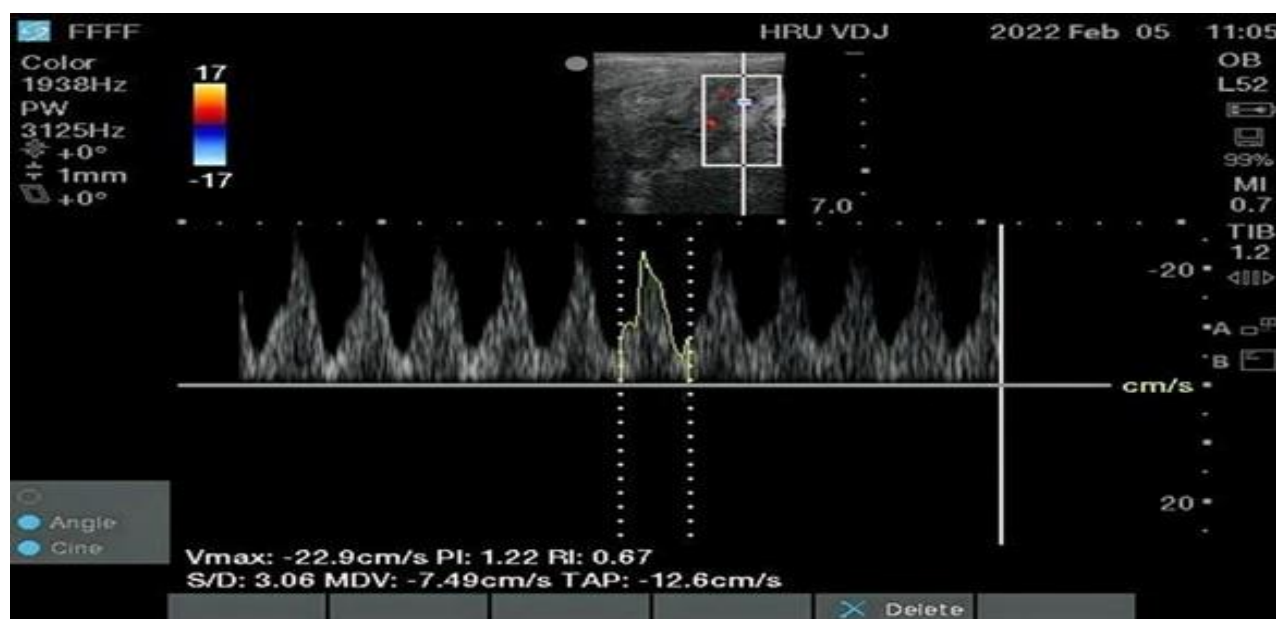 FFFF HRU VDJ 2022 Feb 05 11:05
Color
1938Hz
PW
3125Hz
+0°
1mm
+0°
17
-17
7.0
OB
L52
99%
MI
0.7
TIB
1.2
-20
A
B
cm/s
20
Angle
Cine
Vmax: -22.9cm/s PI: 1.22 RI: 0.67
S/D: 3.06 MDV: -7.49cm/s TAP: -12.6cm/s
Delete